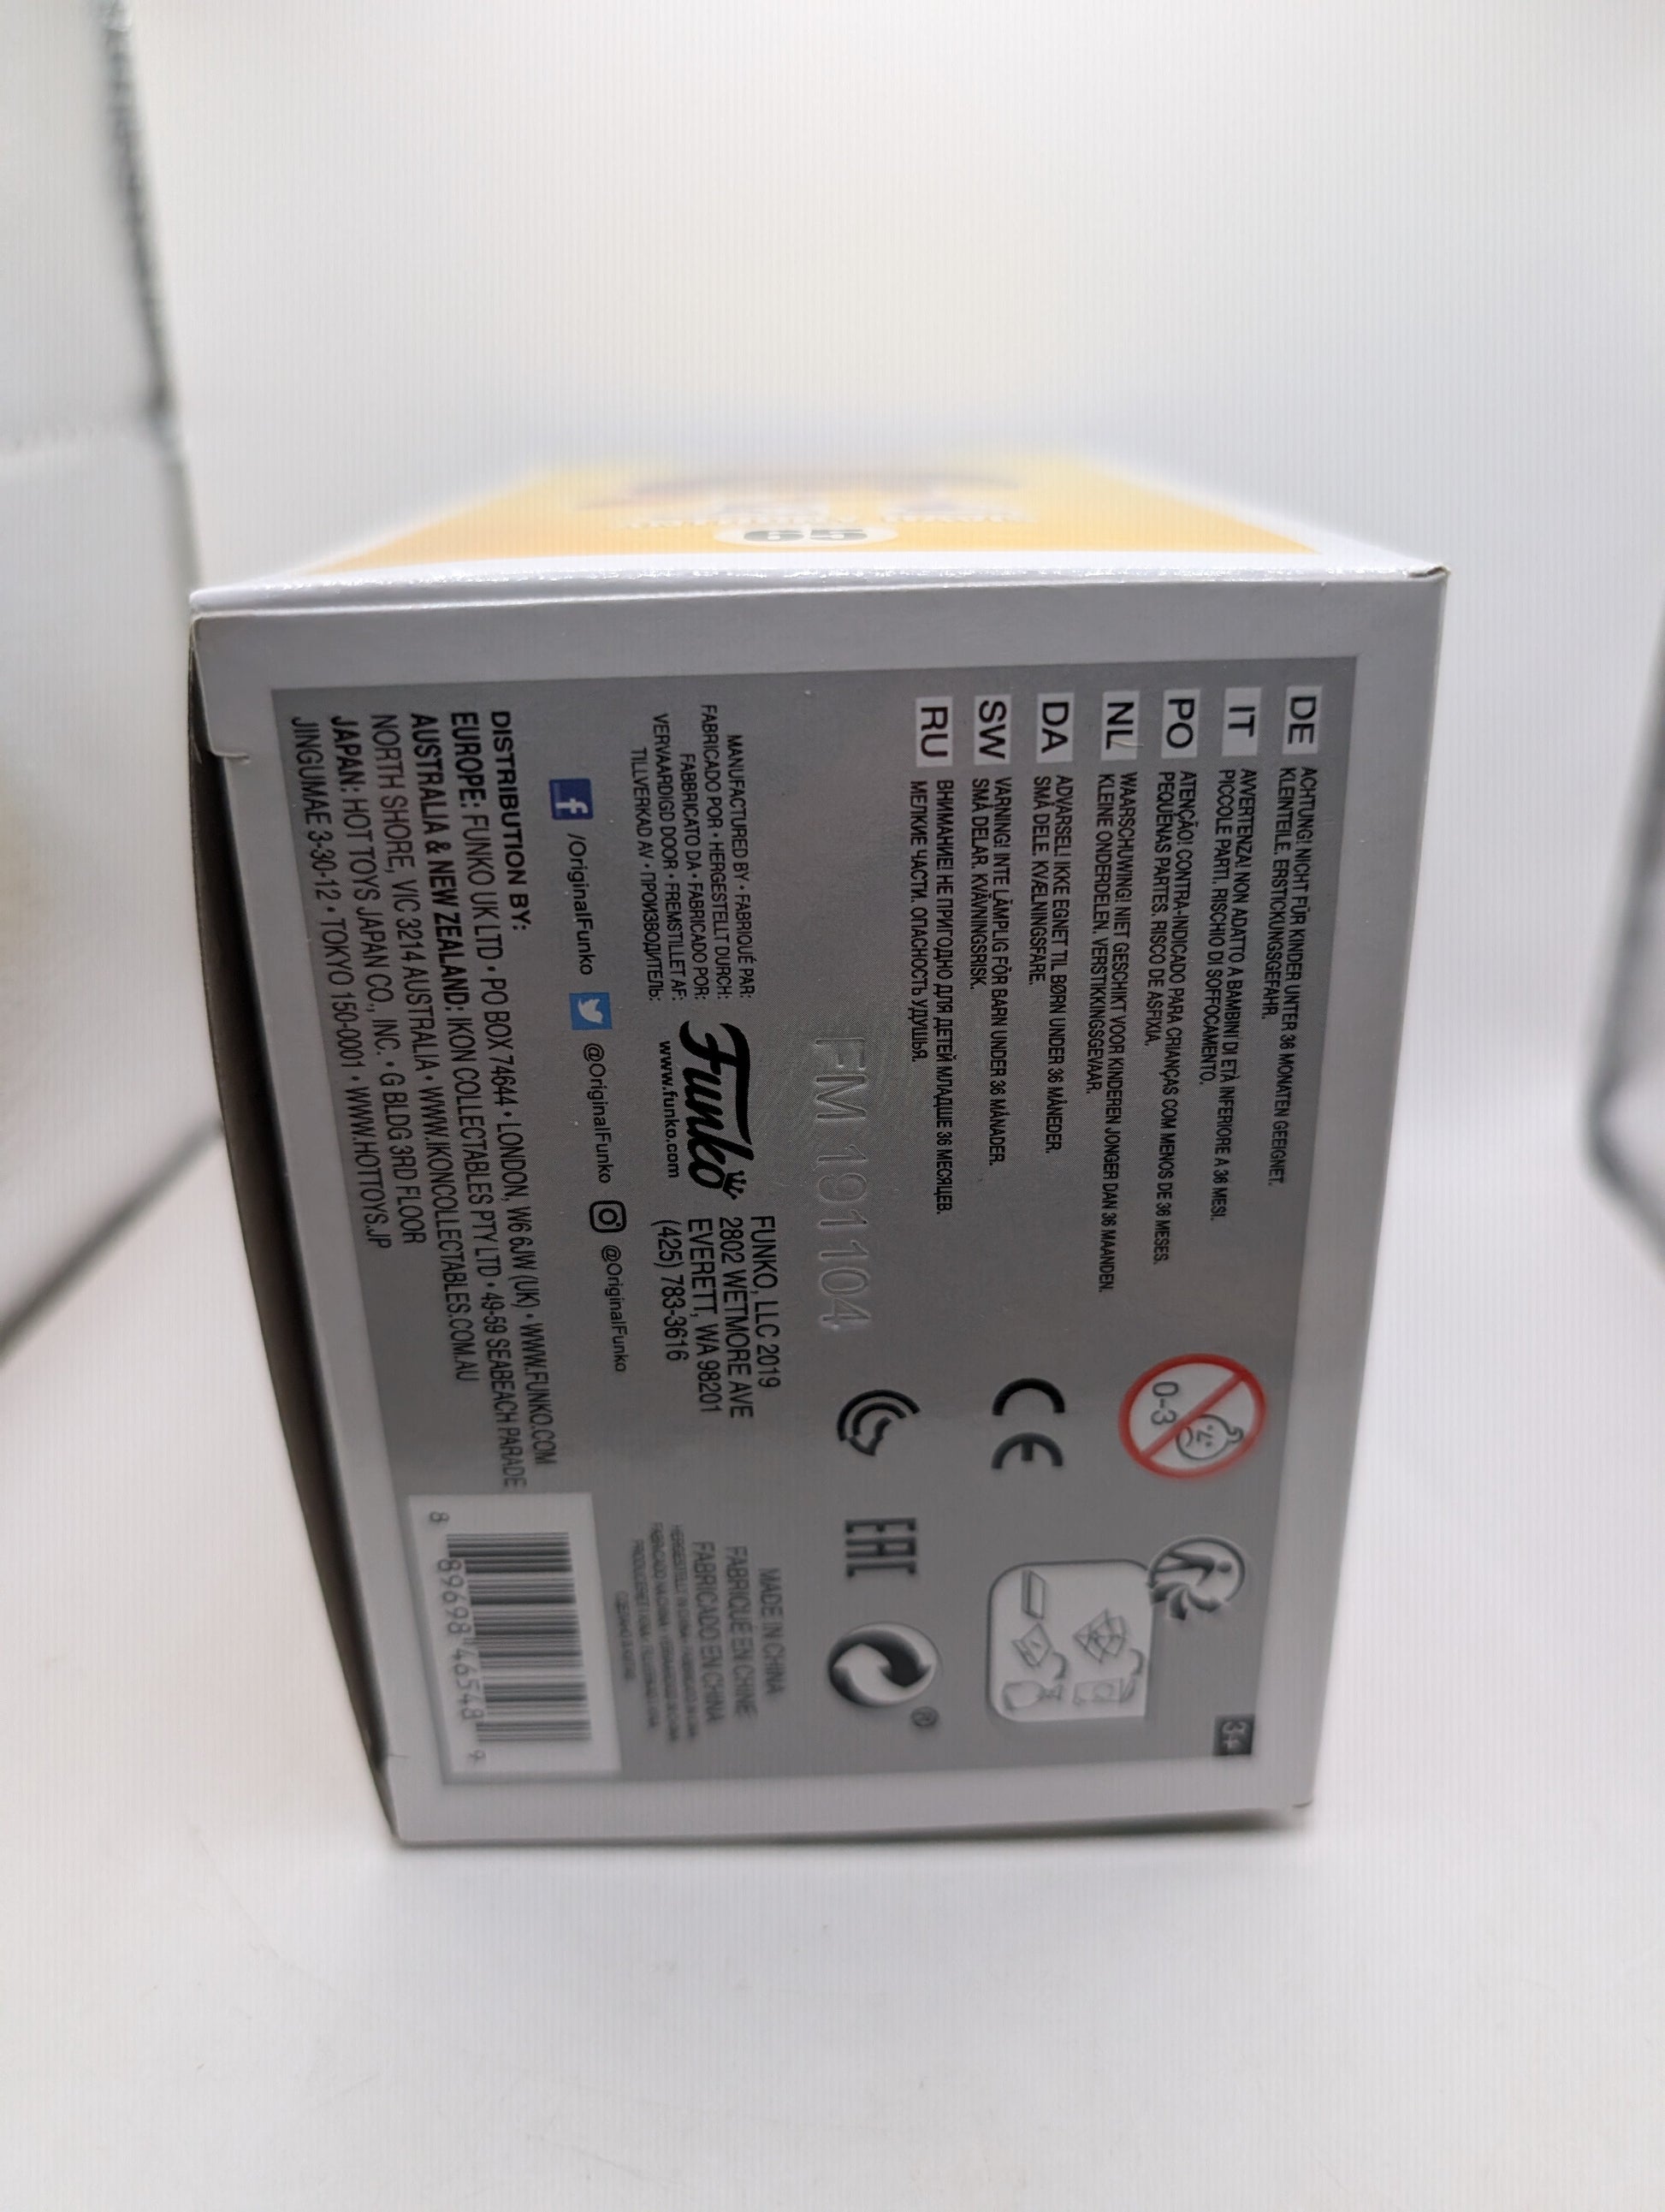 DE ACHTUNG! NICHT FÜR KINDER UNTER 36 MONATEN GEEIGNET.
KLEINTEILE. ERSTICKUNGSGEFAHR.
IT AVVERTENZA! NON ADATTO A BAMBINI DI ETÀ INFERIORE A 36 MESI.
PICCOLE PARTI. RISCHIO DI SOFFOCAMENTO.
PO ATENÇÃO! CONTRA-INDICADO PARA CRIANÇAS COM MENOS DE 36 MESES.
PEQUENAS PARTES. RISCO DE ASFIXIA.
NL WAARSCHUWING! NIET GESCHIKT VOOR KINDEREN JONGER DAN 36 MAANDEN.
KLEINE ONDERDELEN. VERSTIKKINGSGEVAAR.
DA ADVARSEL! IKKE EGNET TIL BØRN UNDER 36 MÅNEDER.
SMÅ DELE. KVÆLNINGSFARE.
SW VARNING! INTE LÄMPLIG FÖR BARN UNDER 36 MÅNADER.
SMÅ DELAR. KVÄVNINGSRISK.
RU ВНИМАНИЕ! НЕ ПРИГОДНО ДЛЯ ДЕТЕЙ МЛАДШЕ 36 МЕСЯЦЕВ.
МЕЛКИЕ ЧАСТИ. ОПАСНОСТЬ УДУШЬЯ.
0-3
3+
CE
EAC
®
FM 191104
MANUFACTURED BY • FABRIQUÉ PAR:
FABRICADO POR • HERGESTELLT DURCH:
FABBRICATO DA • FABRICADO POR:
VERVAARDIGD DOOR • FREMSTILLET AF:
TILLVERKAD AV • ПРОИЗВОДИТЕЛЬ:
Funko
www.funko.com
FUNKO, LLC 2019
2802 WETMORE AVE
EVERETT, WA 98201
(425) 783-3616
MADE IN CHINA
FABRIQUÉ EN CHINE
FABRICADO EN CHINA
/OriginalFunko @OriginalFunko @OriginalFunko
DISTRIBUTION BY:
EUROPE: FUNKO UK LTD • PO BOX 74644 • LONDON, W6 6JW (UK) • WWW.FUNKO.COM
AUSTRALIA & NEW ZEALAND: IKON COLLECTABLES PTY LTD • 49-59 SEABEACH PARADE
NORTH SHORE, VIC 3214 AUSTRALIA • WWW.IKONCOLLECTABLES.COM.AU
JAPAN: HOT TOYS JAPAN CO., INC. • G BLDG 3RD FLOOR
JINGUMAE 3-30-12 • TOKYO 150-0001 • WWW.HOTTOYS.JP
8 89698 46548 9